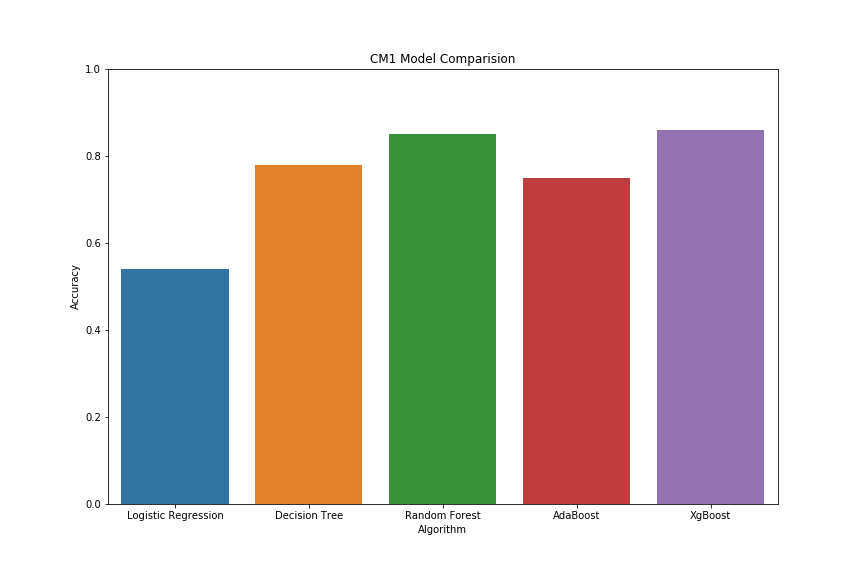 CM1 Model Comparision
1.0
0.8
0.6
0.4
0.2
0.0
Accuracy
Logistic Regression Decision Tree Random Forest AdaBoost XgBoost
Algorithm